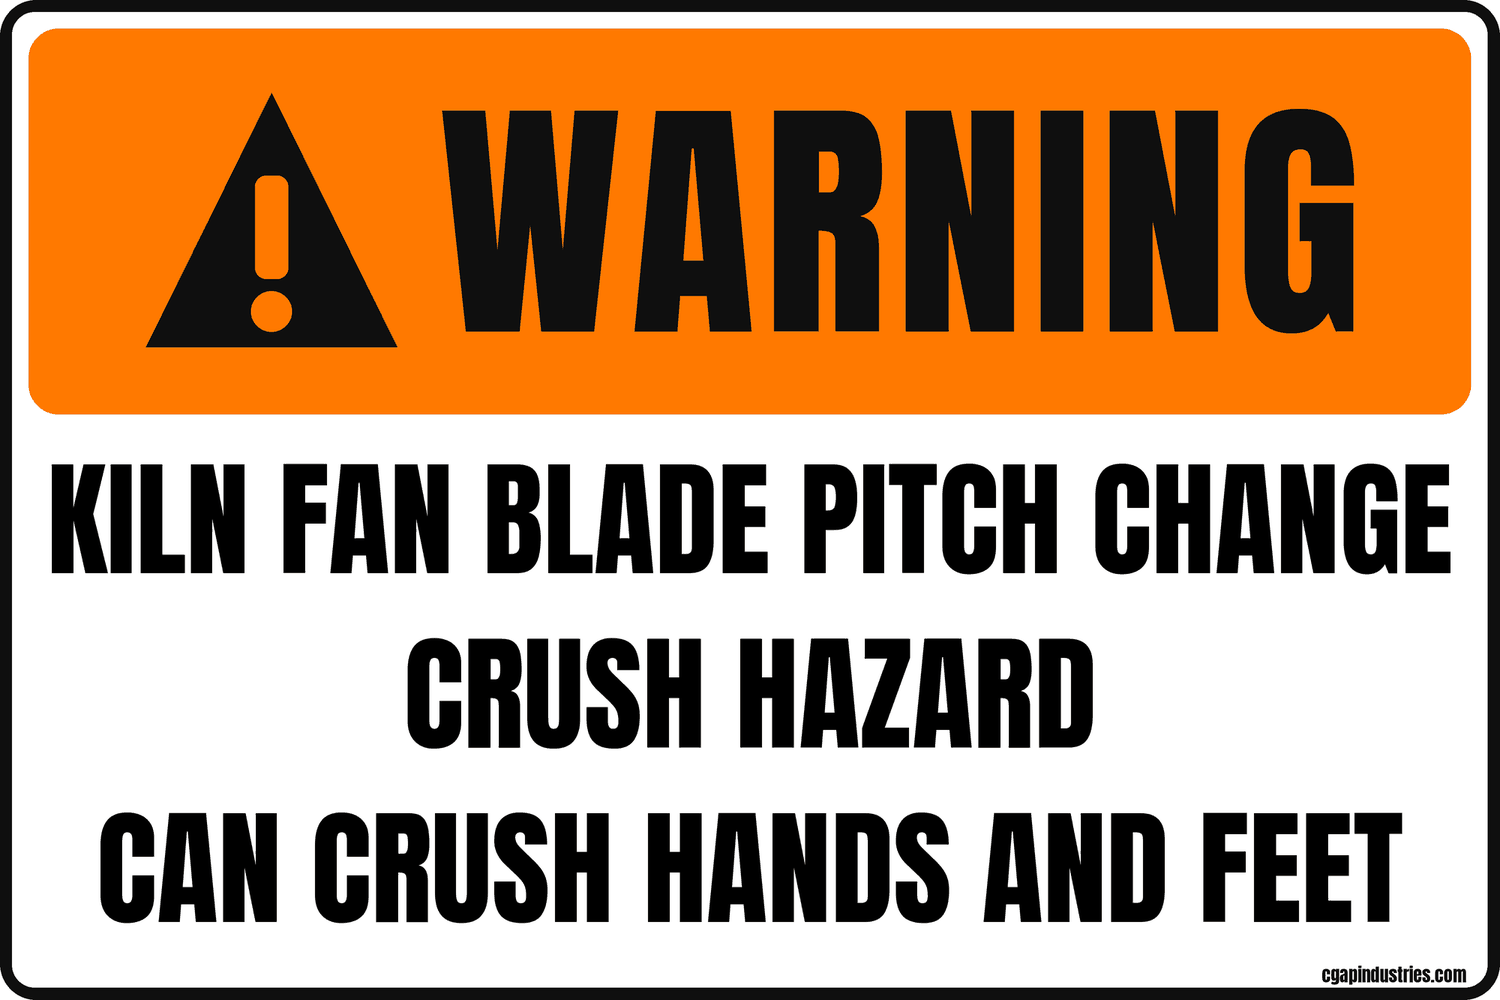 WARNING
KILN FAN BLADE PITCH CHANGE
CRUSH HAZARD
CAN CRUSH HANDS AND FEET
cgapindustries.com